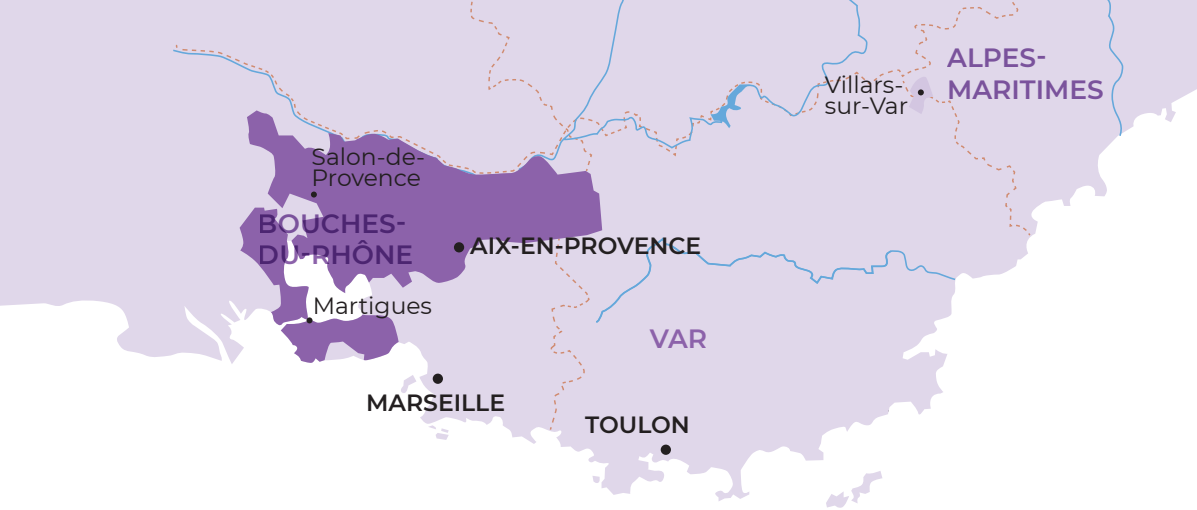 ALPES-
MARITIMES
Villars-
sur-Var
Salon-de-
Provence
BOUCHES-
DU-RHÔNE
AIX-EN-PROVENCE
Martigues
VAR
MARSEILLE
TOULON